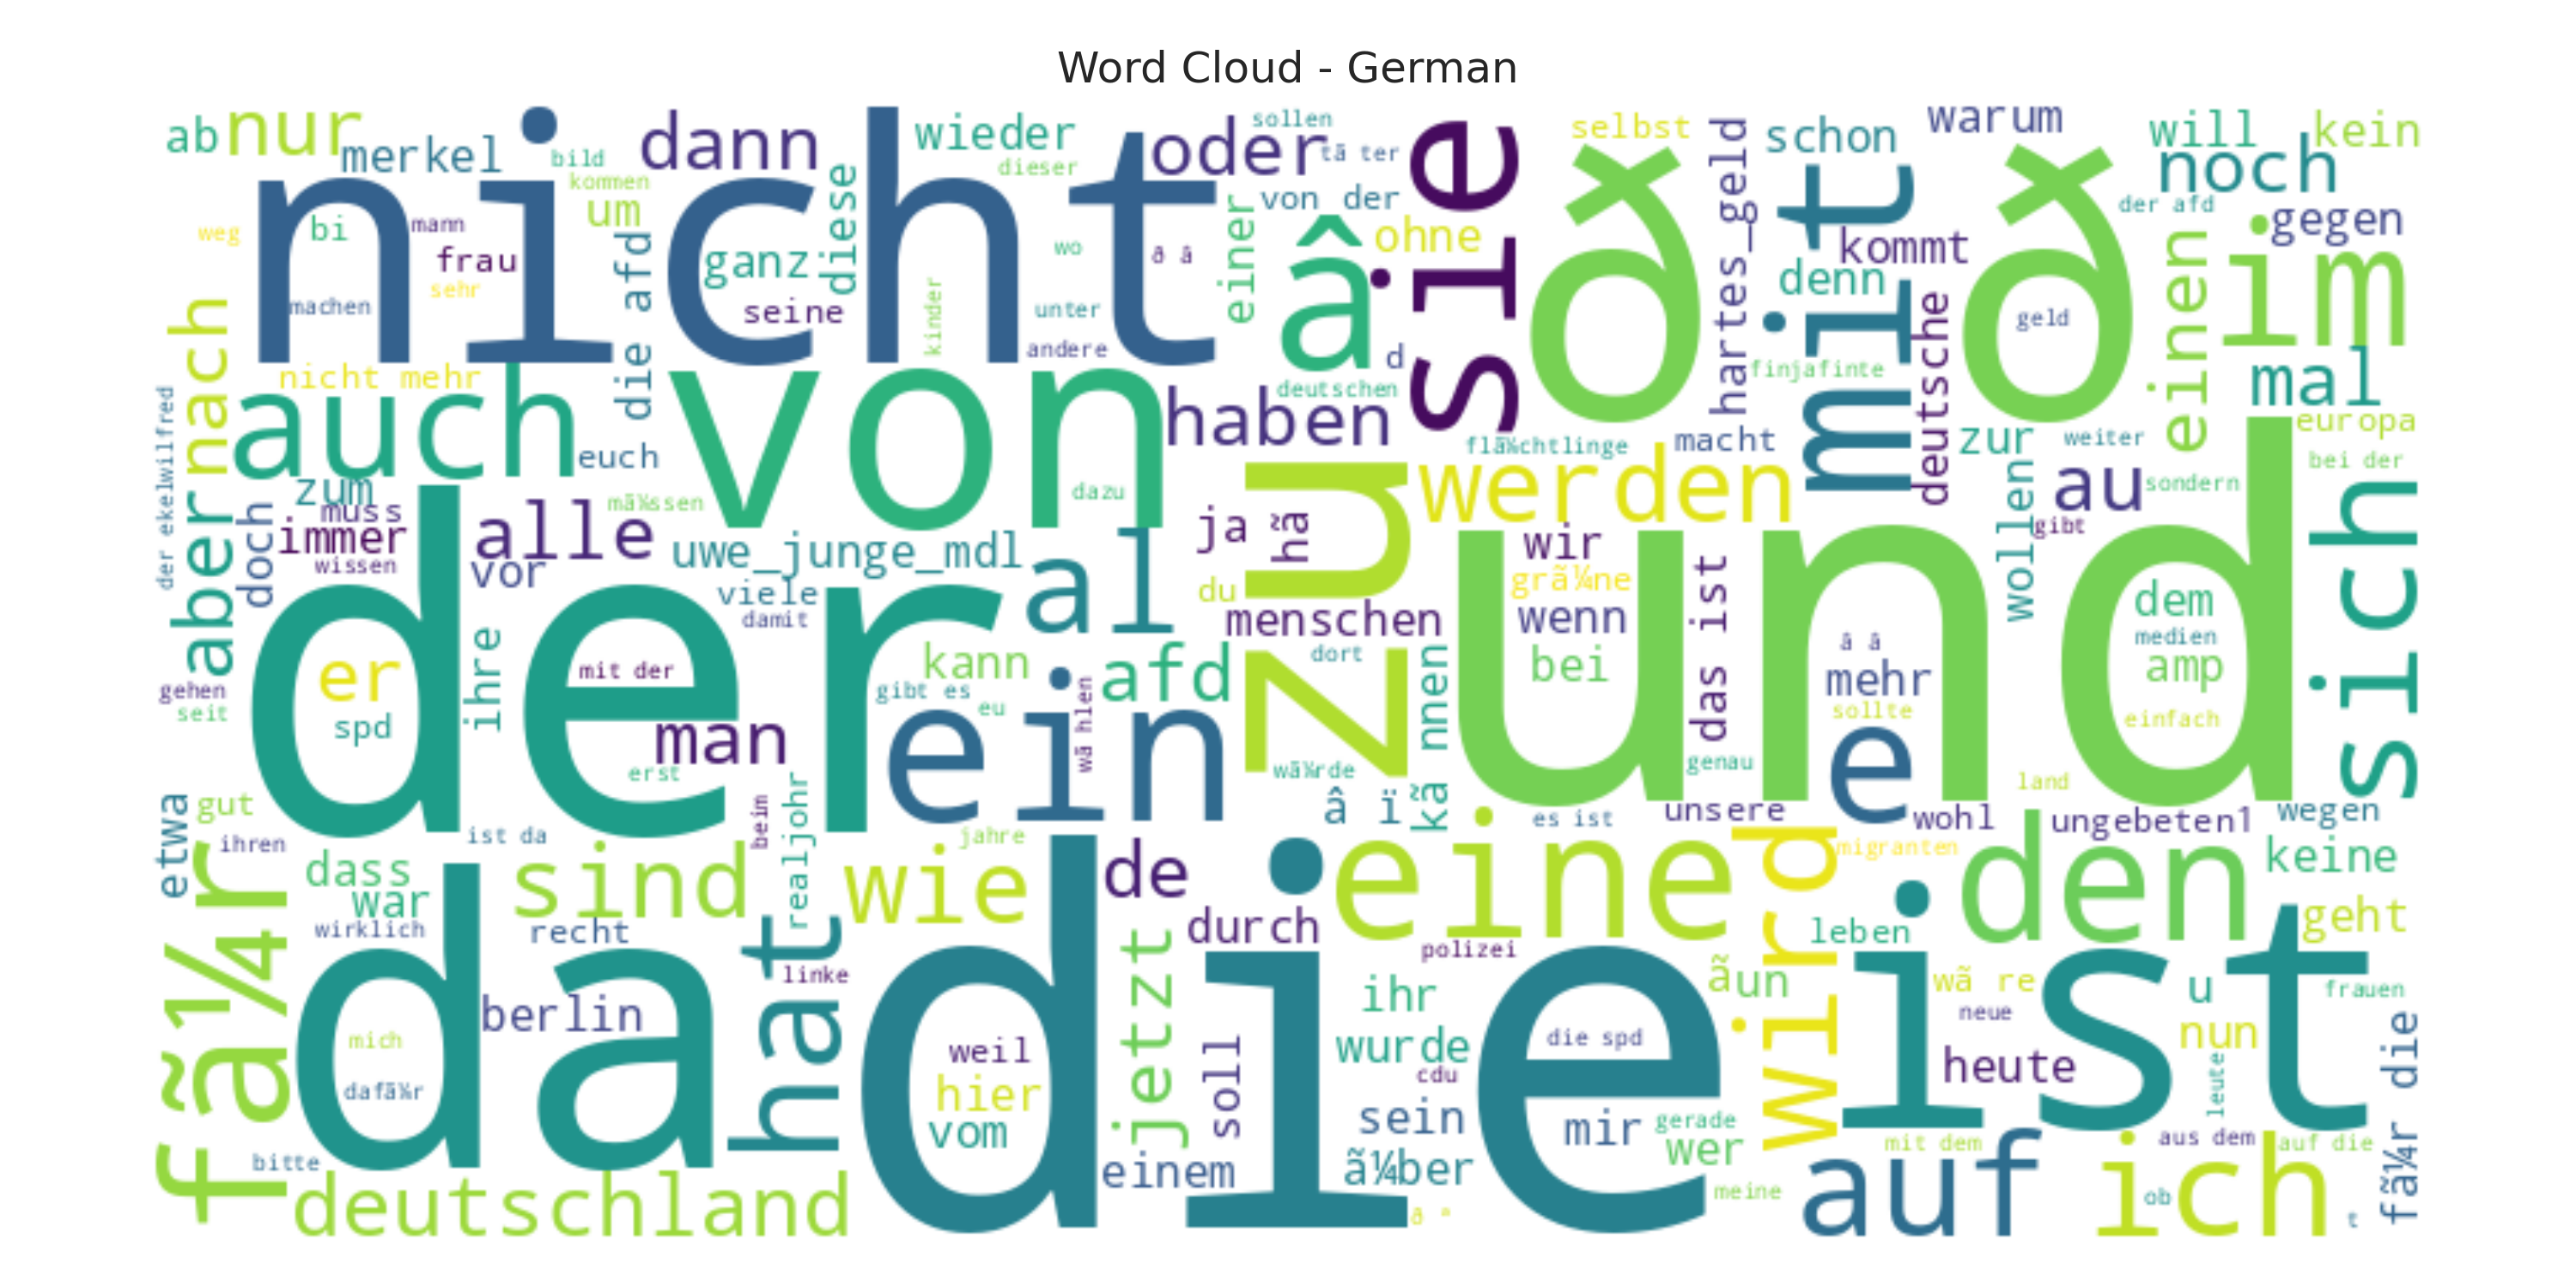 Word Cloud - German
ab
nur
merkel
bild
kommen
dann
wieder
dieser
oder
sollen
tã ter
sie
selbst
schon
warum
will
kein
noch
nicht
weg
bi
mann
frau
sehr
machen
um
die afd
ganz
diese
seine
kinder
wo
unter
andere
ð â
einer
von der
â
ohne
d
deutschen
ð ð
hartes_geld
mit
kommt
denn
finjafinte
deutsche
geld
der afd
gegen
einen
im
mal
europa
bei der
nach
nicht mehr
auch
euch
von
dazu
haben
flã¼chtlinge
macht
werden
zur
weiter
wollen
au
sondern
gibt
sich
der ekelwilfred
aber
zum
muss
doch
immer
wissen
alle
vor
mã¼ssen
uwe_junge_mdl
viele
damit
al
ja
hã
du
zu
menschen
wir
grã¼ne
wenn
bei
das ist
und
ã ã
mehr
sollte
e
dem
medien
amp
einfach
land
der
er
spd
ihre
mit der
man
erst
kann
gibt es
eu
ein
wã hlen
afd
dort
kã nnen
wã¼rde
genau
gehen
seit
etwa
gut
ihren
ist da
beim
realjohr
jahre
â ï
es ist
unsere
wohl
ungebeten1
wegen
fã¼r
dass
war
wirklich
sind
recht
wie
de
durch
eine
polizei
wird
migranten
leben
den
keine
geht
da
mich
dafã¼r
berlin
hat
linke
die
weil
hier
vom
jetzt
soll
ihr
wurde
cdu
sein
ã¼ber
die spd
mir
gerade
wer
ãun
ist
wã re
neue
heute
u
nun
leute
frauen
fã¼r die
bitte
deutschland
einem
meine
auf
mit dem
aus dem
auf die
ich
ob
t